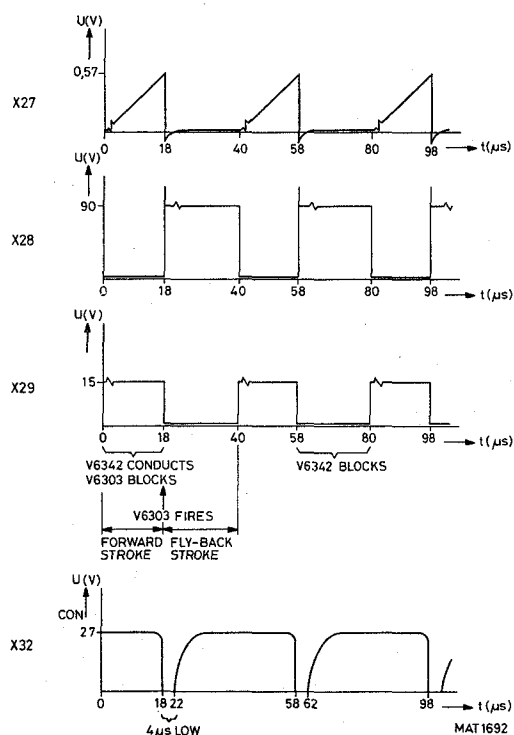 U(V)
0,57
X27
0 18 40 58 80 98 t(μs)
U(V)
90
X28
0 18 40 58 80 98 t(μs)
U(V)
15
X29
0 18 40 58 80 98 t(μs)
V6342 CONDUCTS
V6303 BLOCKS
V6342 BLOCKS
V6303 FIRES
FORWARD STROKE
FLY-BACK STROKE
U(V)
CON
27
X32
0 18 22 58 62 98 t(μs)
4μs LOW
MAT1692